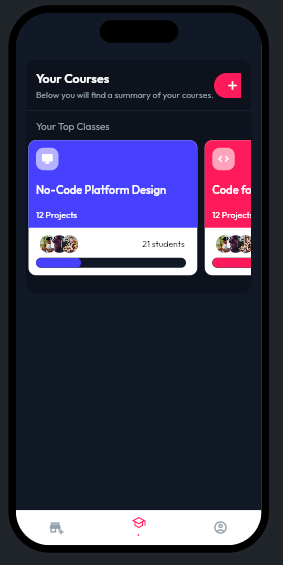 Your Courses
Below you will find a summary of your courses.
Your Top Classes
No-Code Platform Design
12 Projects
21 students
Code fo
12 Project